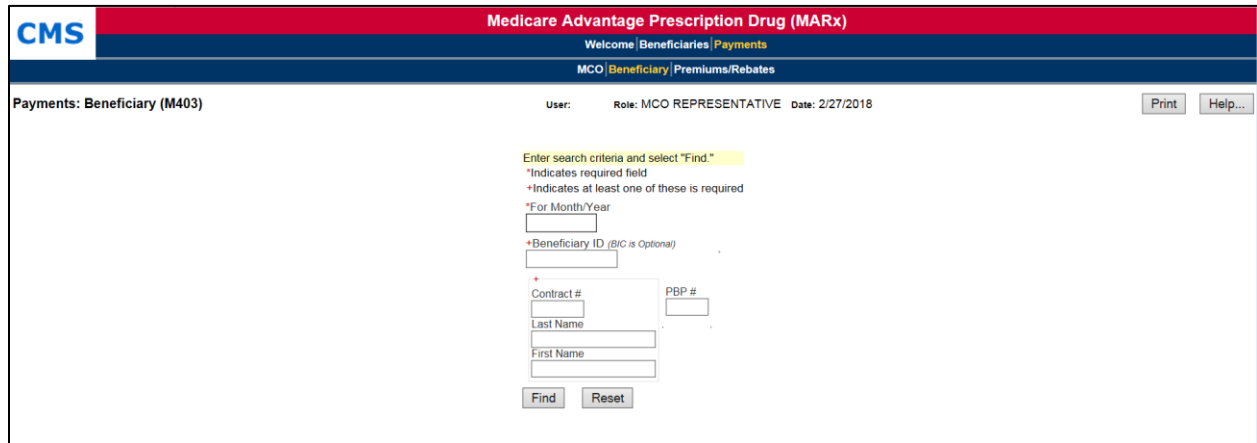 CMS
Medicare Advantage Prescription Drug (MARx)
Welcome|Beneficiaries|Payments
MCO|Beneficiary|Premiums/Rebates
Payments: Beneficiary (M403)
User: Role: MCO REPRESENTATIVE Date: 2/27/2018
Print Help...
Enter search criteria and select "Find."
*Indicates required field
+Indicates at least one of these is required
*For Month/Year
+Beneficiary ID (BIC is Optional)
+
Contract # PBP #
Last Name
First Name
Find Reset